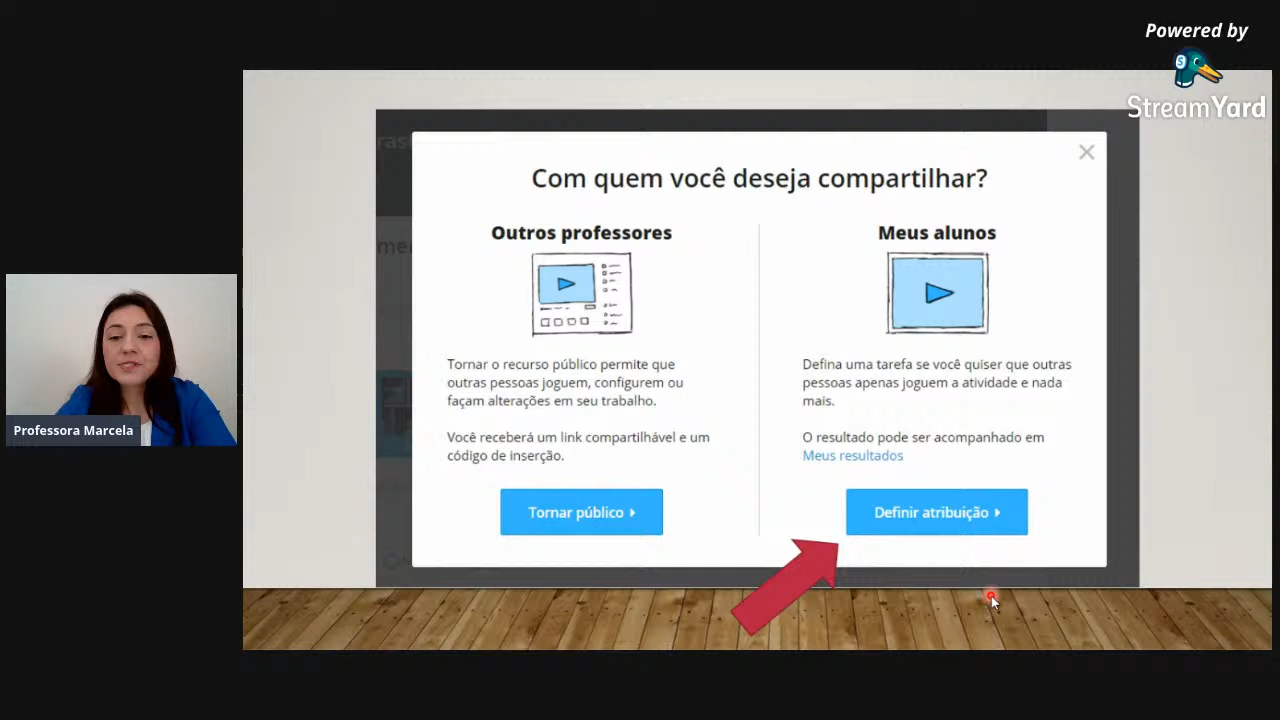 Powered by
StreamYard
Com quem você deseja compartilhar?
Outros professores
Tornar o recurso público permite que
outras pessoas joguem, configurem ou
façam alterações em seu trabalho.
Você receberá um link compartilhável e um
código de inserção.
Tornar público
Meus alunos
Defina uma tarefa se você quiser que outras
pessoas apenas joguem a atividade e nada
mais.
O resultado pode ser acompanhado em
Meus resultados
Definir atribuição
Professora Marcela